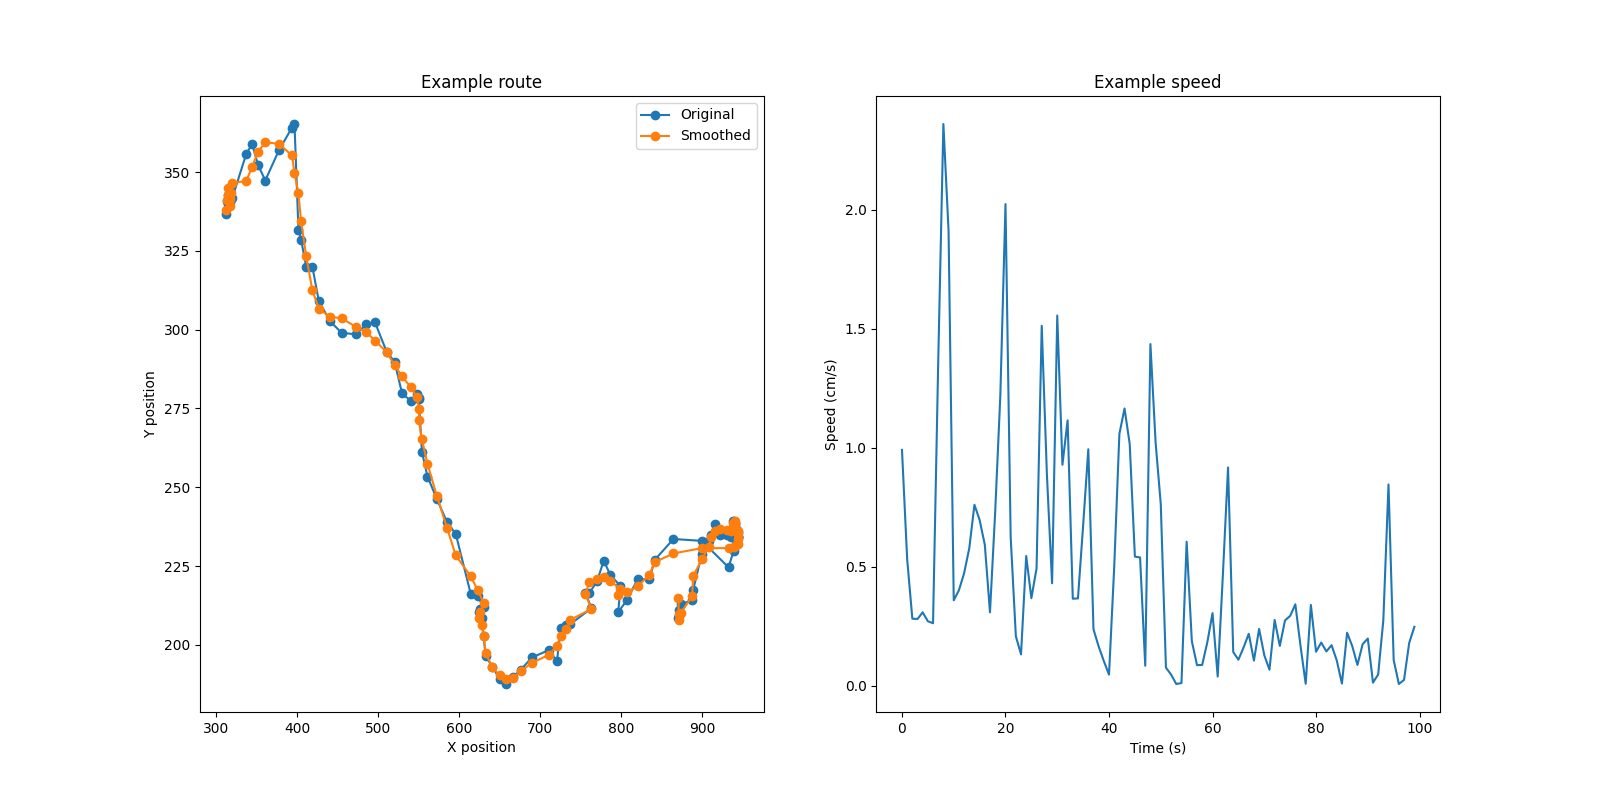 Example route
Original
Smoothed
350
325
300
275
250
225
200
Y position
300 400 500 600 700 800 900
X position
Example speed
2.0
1.5
1.0
0.5
0.0
Speed (cm/s)
0 20 40 60 80 100
Time (s)